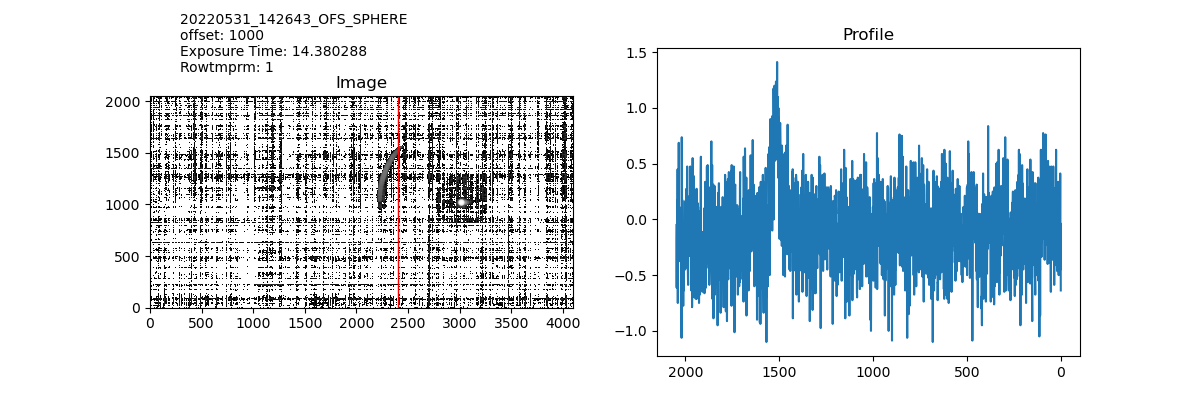 20220531_142643_OFS_SPHERE
offset: 1000
Exposure Time: 14.380288
Rowtmprm: 1
Image
2000
1500
1000
500
0
0 500 1000 1500 2000 2500 3000 3500 4000
Profile
1.5
1.0
0.5
0.0
−0.5
−1.0
2000 1500 1000 500 0